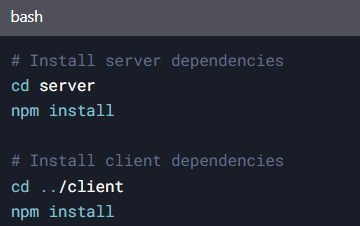 bash
# Install server dependencies
cd server
npm install
# Install client dependencies
cd ../client
npm install